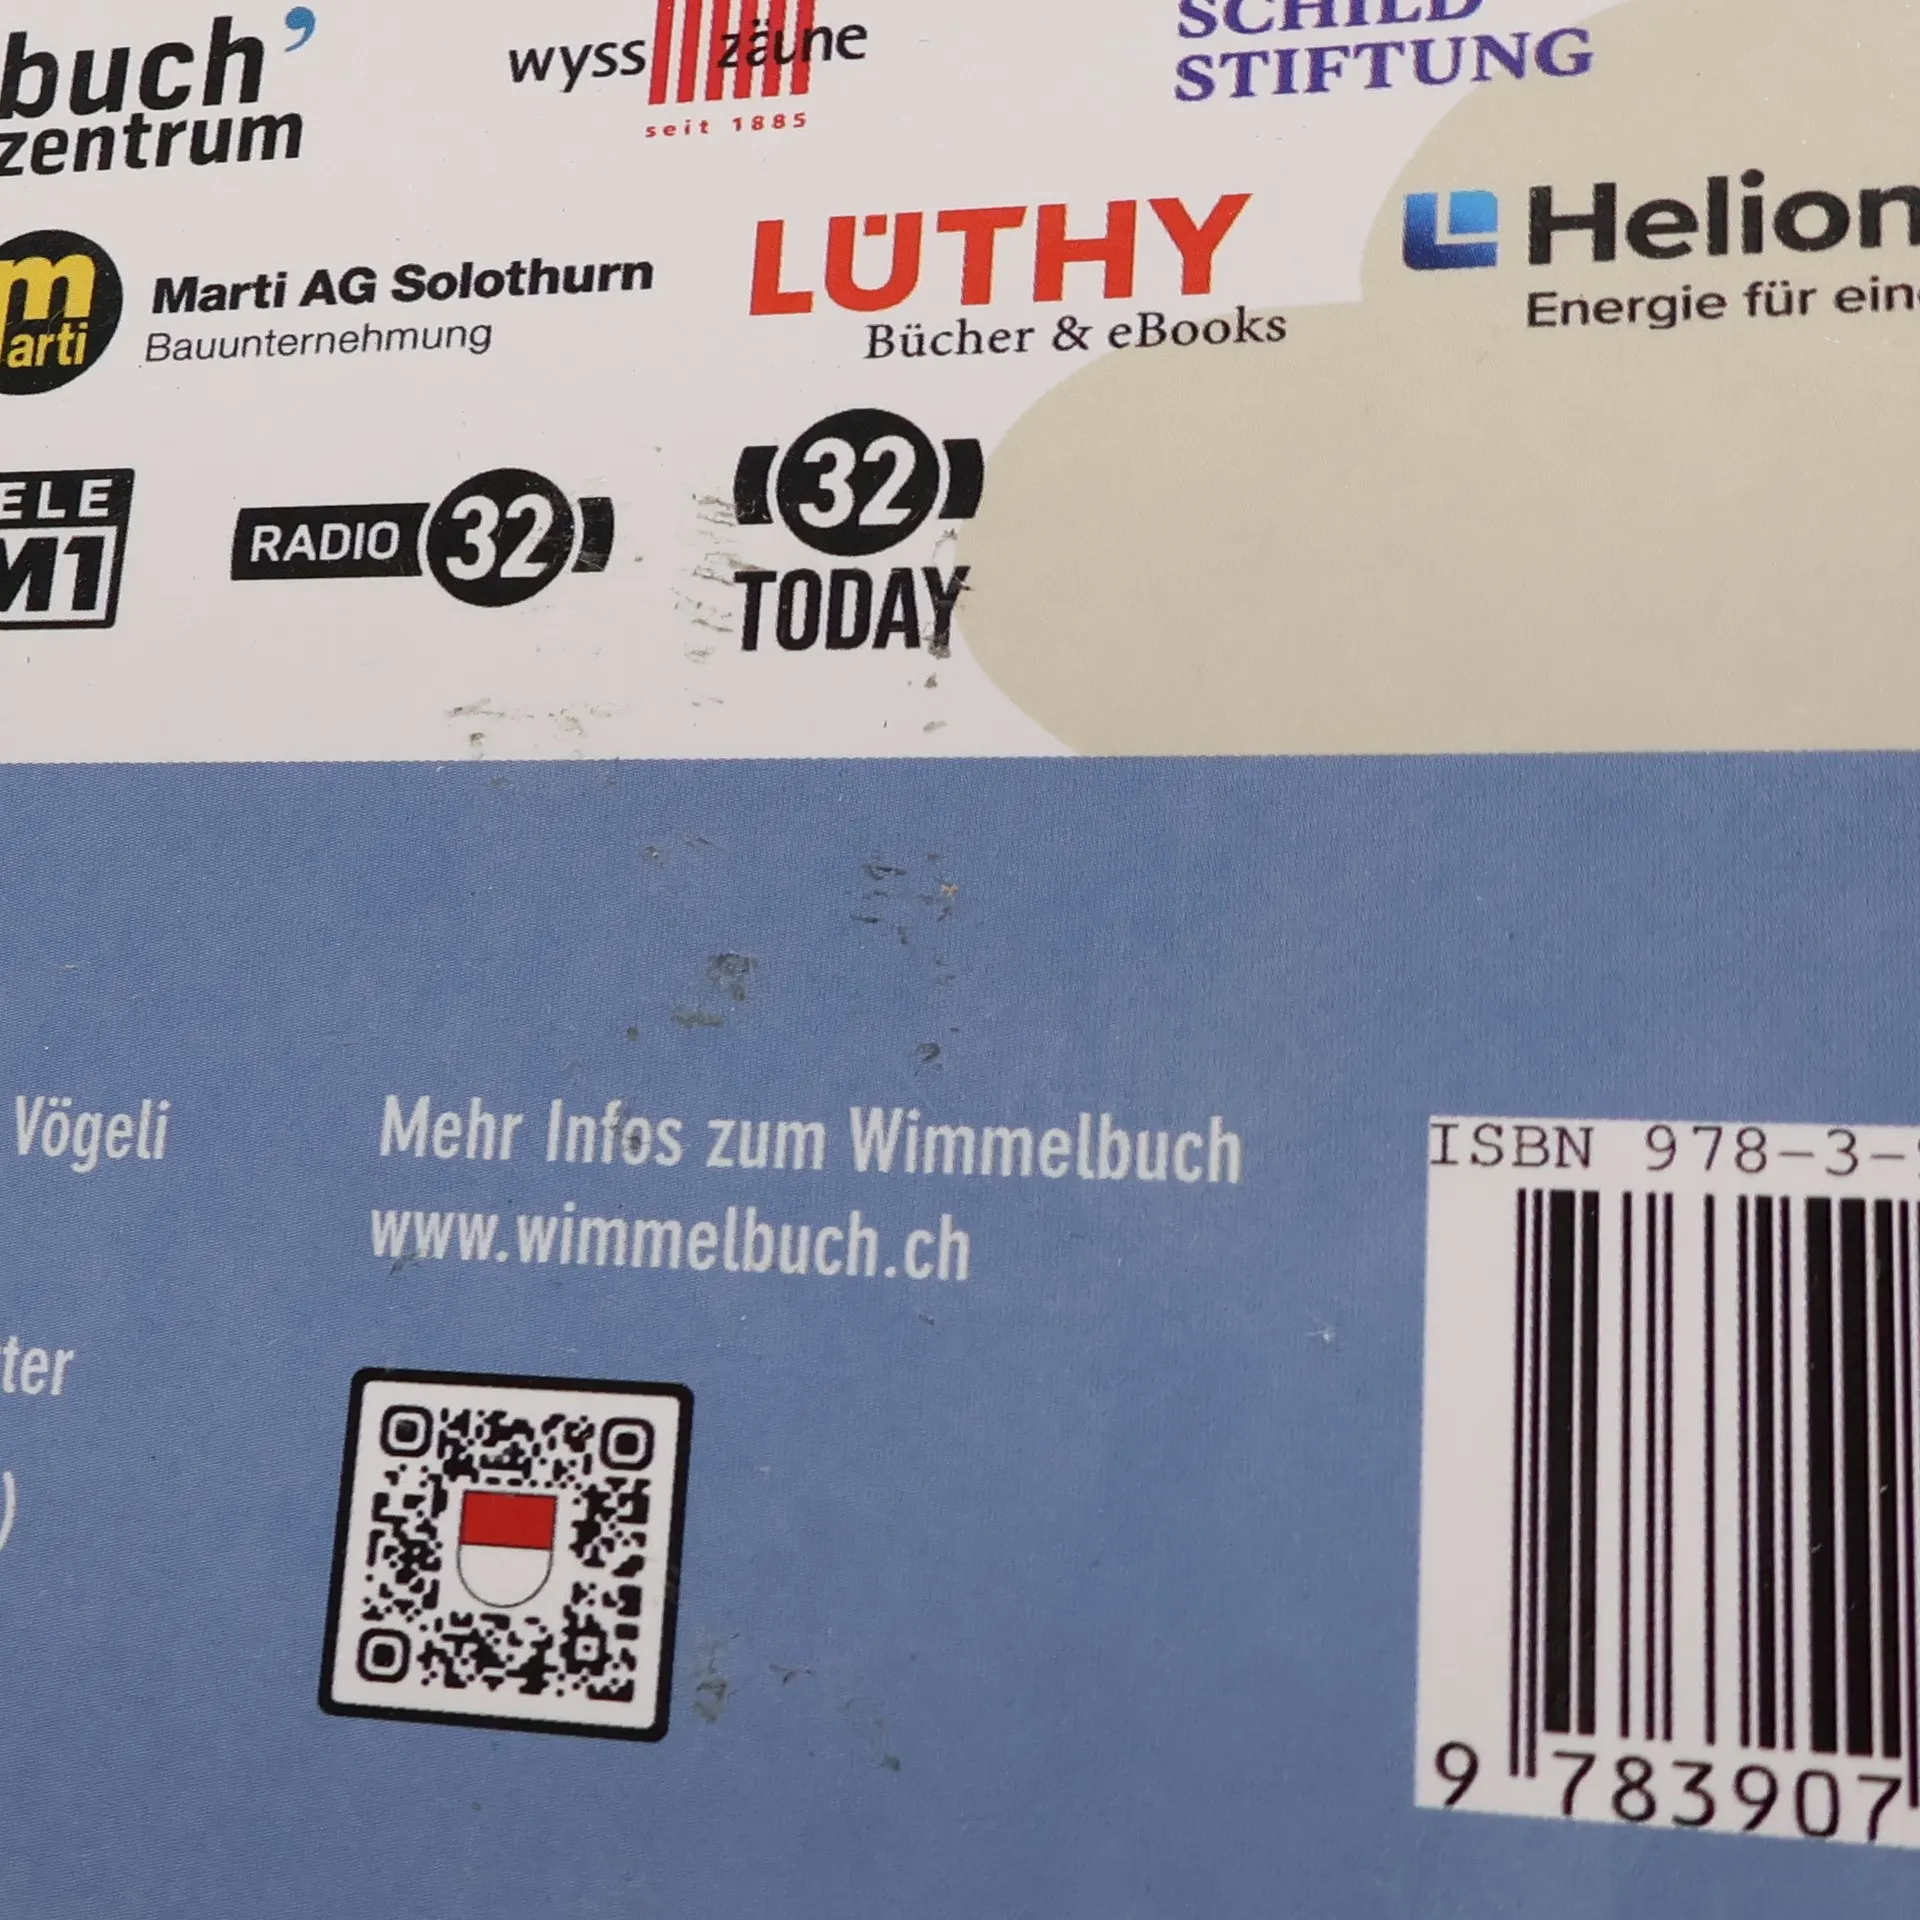 buch’
zentrum
wyss zäune
seit 1885
SCHILD
STIFTUNG
m
arti
Marti AG Solothurn
Bauunternehmung
LÜTHY
Bücher & eBooks
Helion
Energie für ein
ELE
M1
RADIO 32
32
TODAY
Vögeli
ter
)
Mehr Infos zum Wimmelbuch
www.wimmelbuch.ch
ISBN 978-3-
9 783907